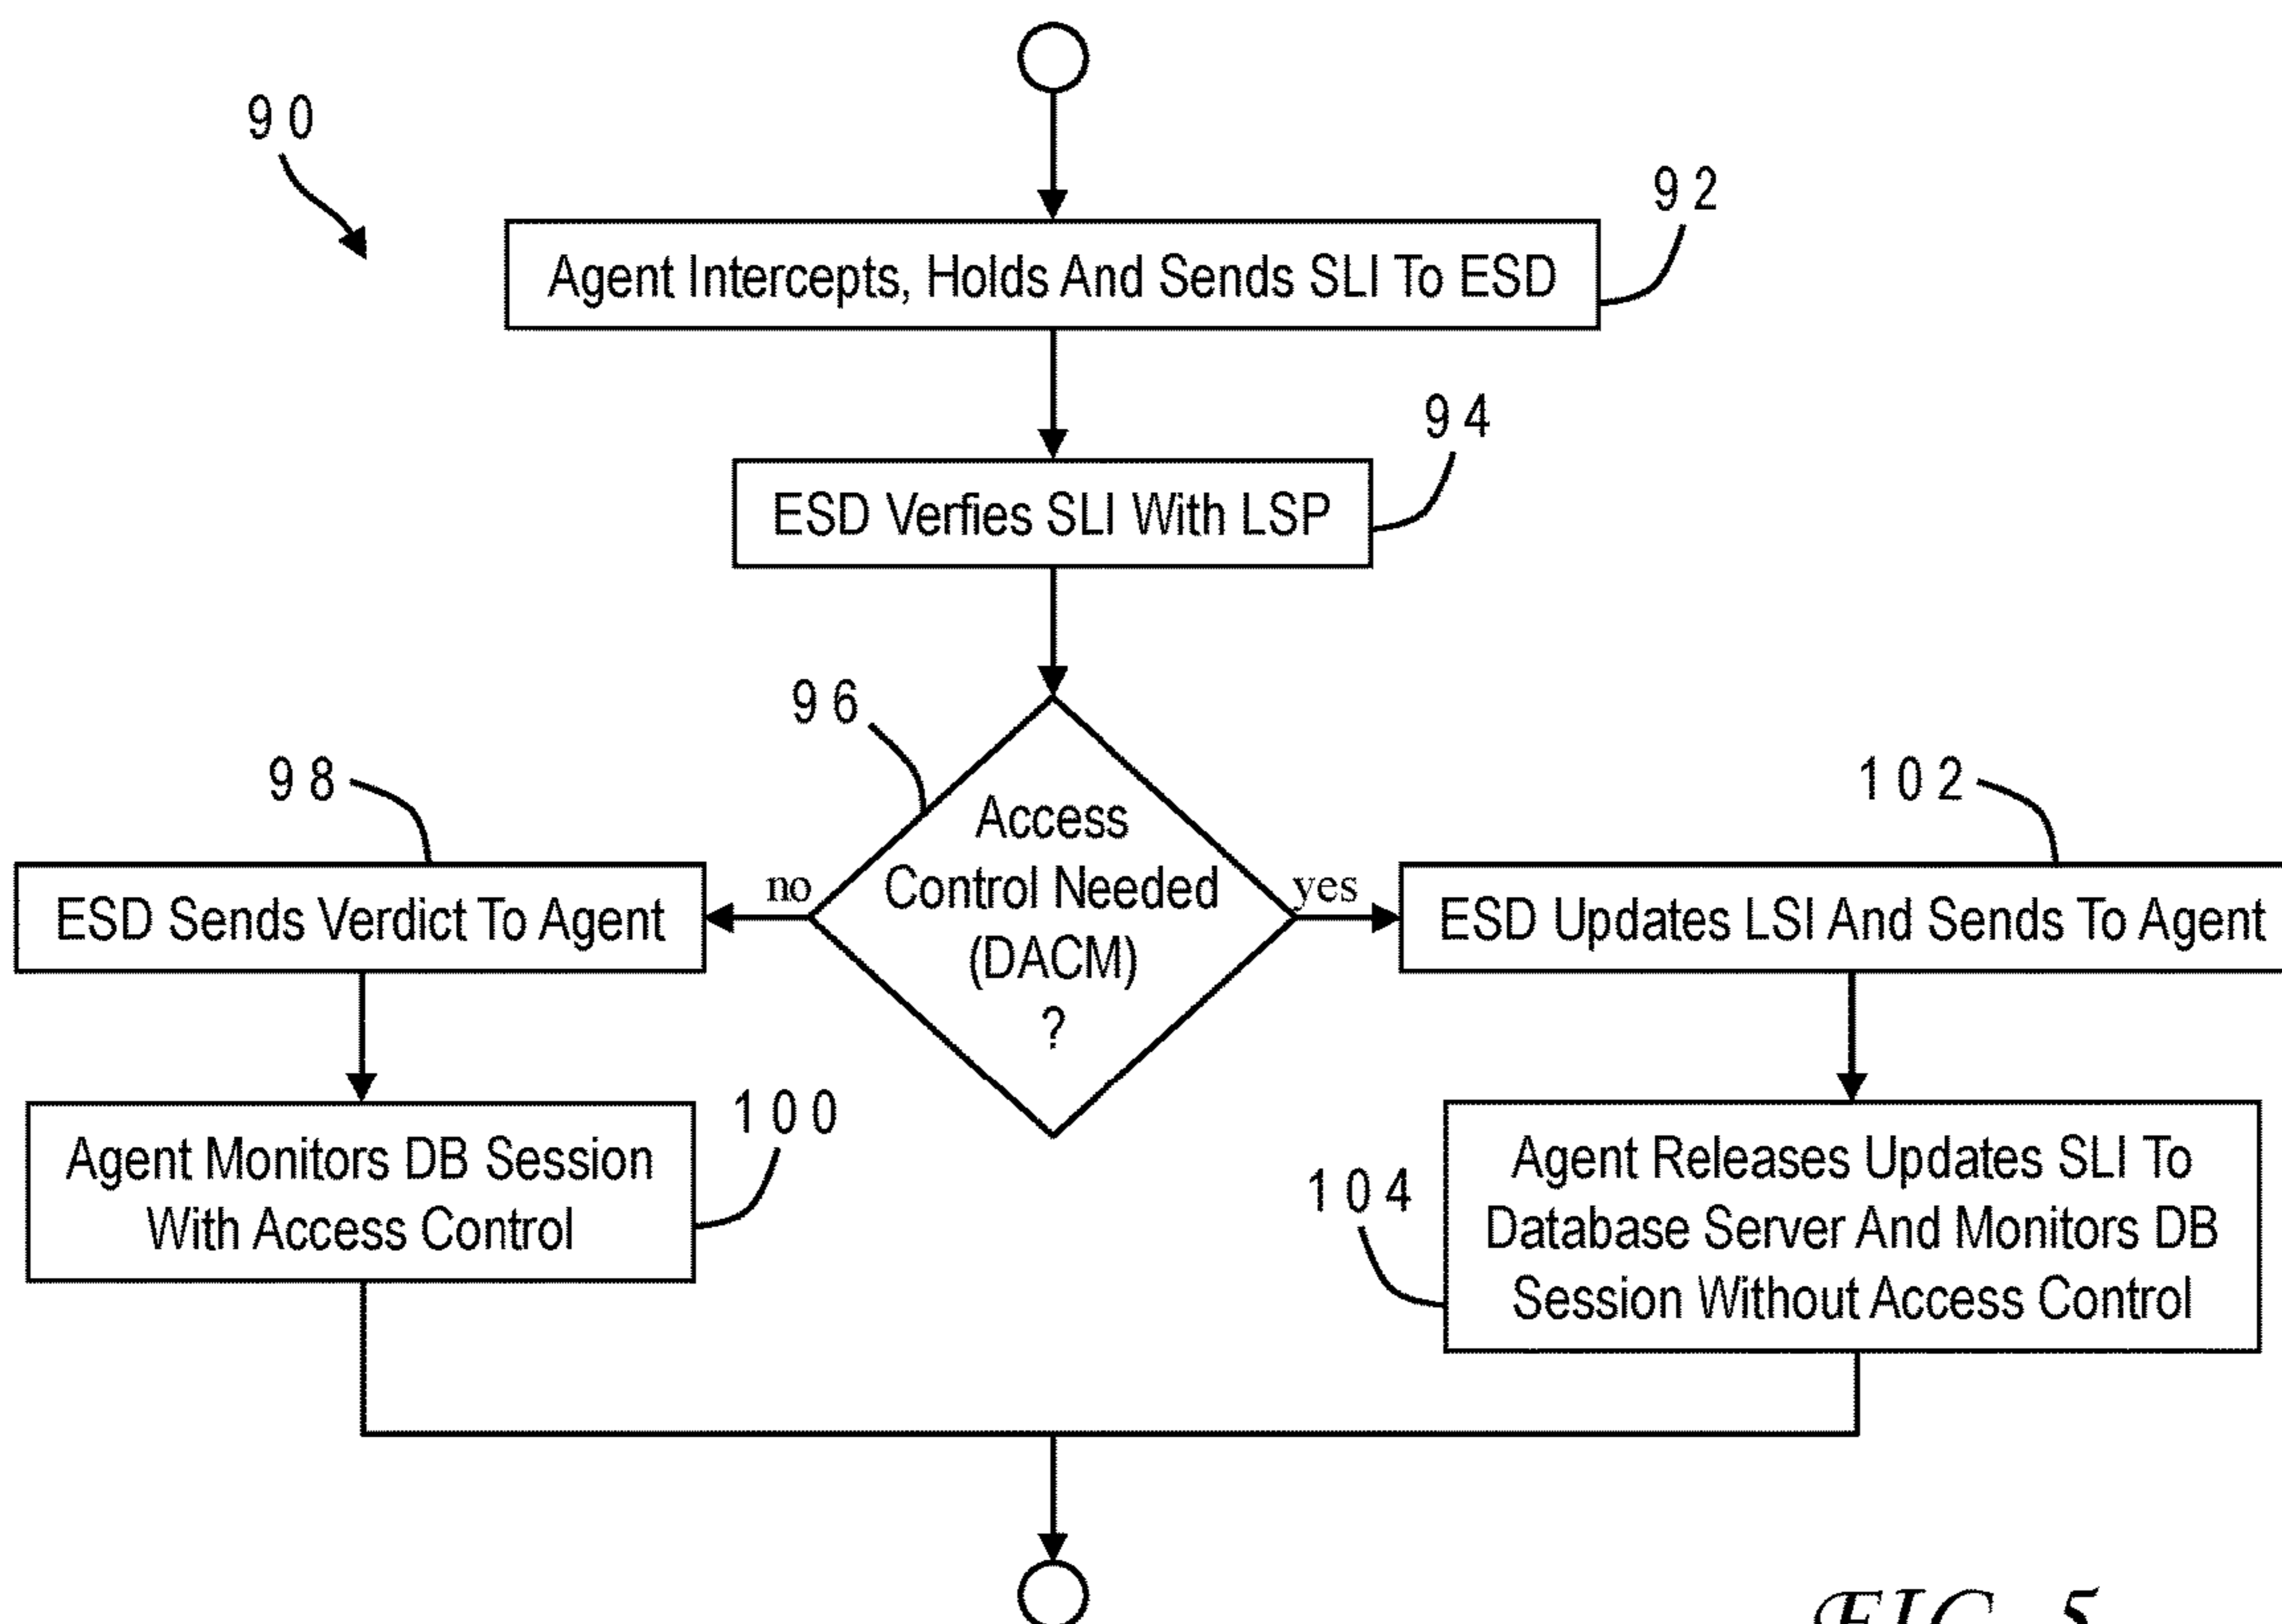 90
92
Agent Intercepts, Holds And Sends SLI To ESD
94
ESD Verfies SLI With LSP
96
Access
Control Needed
(DACM)
?
no
yes
98
ESD Sends Verdict To Agent
102
ESD Updates LSI And Sends To Agent
100
Agent Monitors DB Session
With Access Control
104
Agent Releases Updates SLI To
Database Server And Monitors DB
Session Without Access Control
FIG. 5